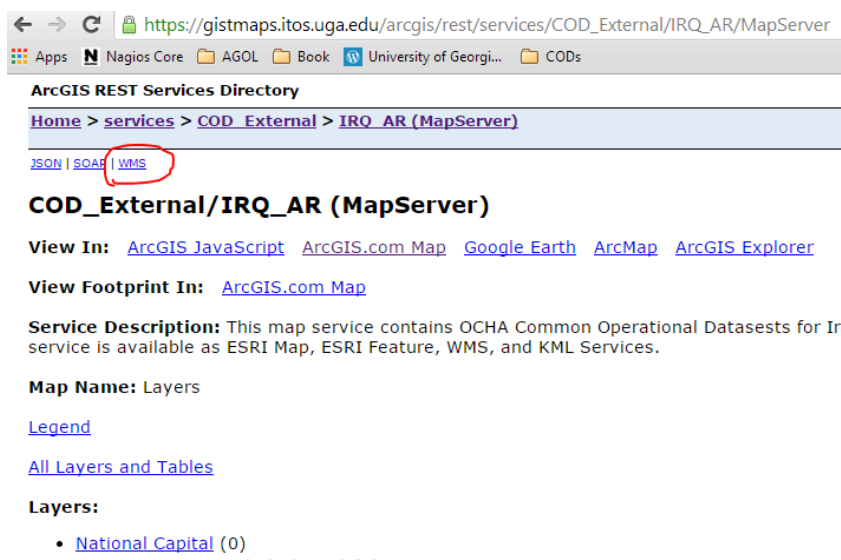 https://gistmaps.itos.uga.edu/arcgis/rest/services/COD_External/IRQ_AR/MapServer
Apps N Nagios Core AGOL Book University of Georgi... CODs
ArcGIS REST Services Directory
Home > services > COD_External > IRQ_AR (MapServer)
JSON | SOAP | WMS
COD_External/IRQ_AR (MapServer)
View In: ArcGIS JavaScript ArcGIS.com Map Google Earth ArcMap ArcGIS Explorer
View Footprint In: ArcGIS.com Map
Service Description: This map service contains OCHA Common Operational Datasests for Ir
service is available as ESRI Map, ESRI Feature, WMS, and KML Services.
Map Name: Layers
Legend
All Layers and Tables
Layers:
• National Capital (0)